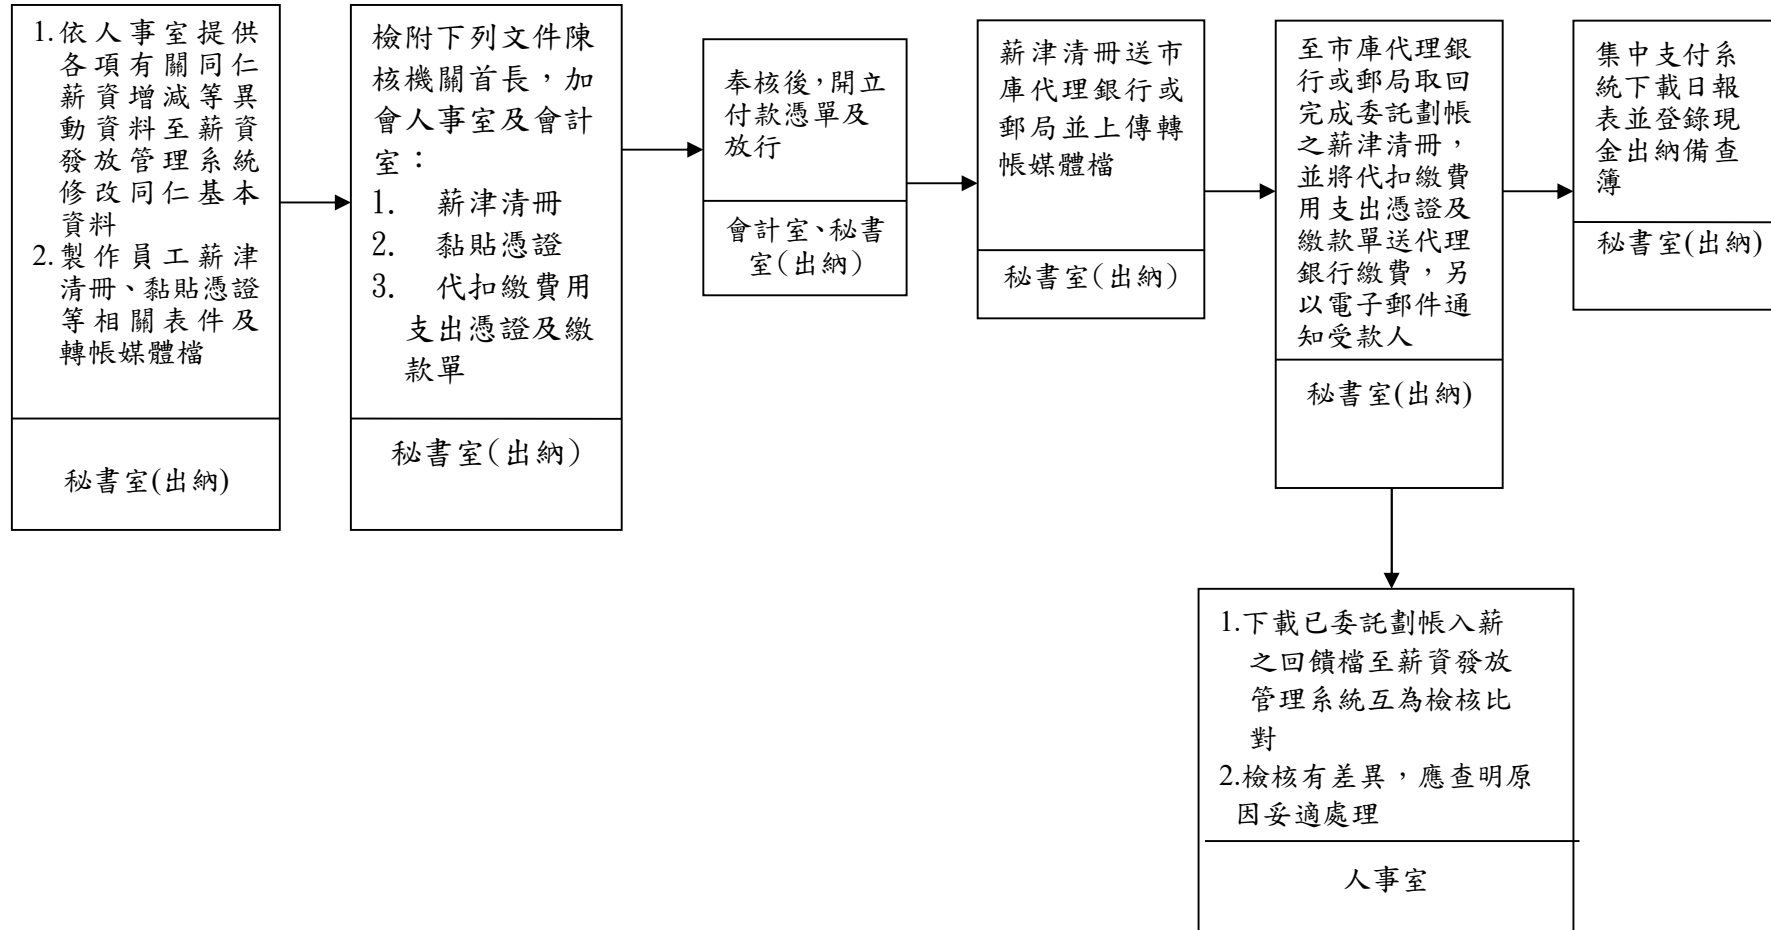 1.依人事室提供
各項有關同仁
薪資增減等異
動資料至薪資
發放管理系統
修改同仁基本
資料
2.製作員工薪津
清冊、黏貼憑證
等相關表件及
轉帳媒體檔
秘書室(出納)
檢附下列文件陳
核機關首長，加
會人事室及會計
室：
1. 薪津清冊
2. 黏貼憑證
3. 代扣繳費用
支出憑證及繳
款單
秘書室(出納)
奉核後，開立
付款憑單及
放行
會計室、秘書
室(出納)
薪津清冊送市
庫代理銀行或
郵局並上傳轉
帳媒體檔
秘書室(出納)
至市庫代理銀
行或郵局取回
完成委託劃帳
之薪津清冊，
並將代扣繳費
用支出憑證及
繳款單送代理
銀行繳費，另
以電子郵件通
知受款人
秘書室(出納)
集中支付系
統下載日報
表並登錄現
金出納備查
簿
秘書室(出納)
1.下載已委託劃帳入薪
之回饋檔至薪資發放
管理系統互為檢核比
對
2.檢核有差異，應查明原
因妥適處理
人事室